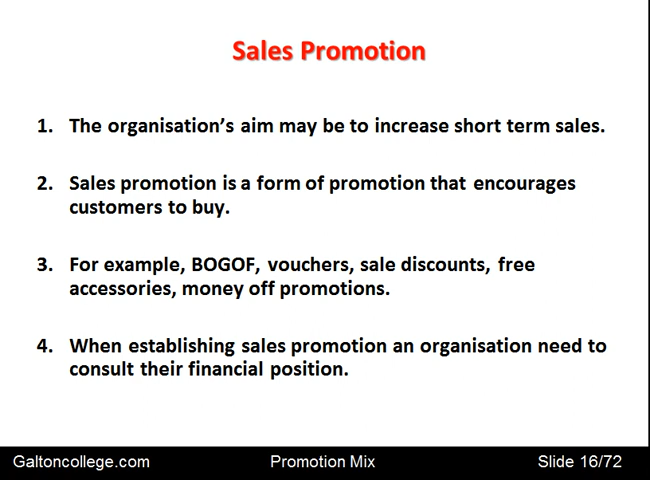 Sales Promotion
1. The organisation's aim may be to increase short term sales.
2. Sales promotion is a form of promotion that encourages
customers to buy.
3. For example, BOGOF, vouchers, sale discounts, free
accessories, money off promotions.
4. When establishing sales promotion an organisation need to
consult their financial position.
Galtoncollege.com Promotion Mix Slide 16/72